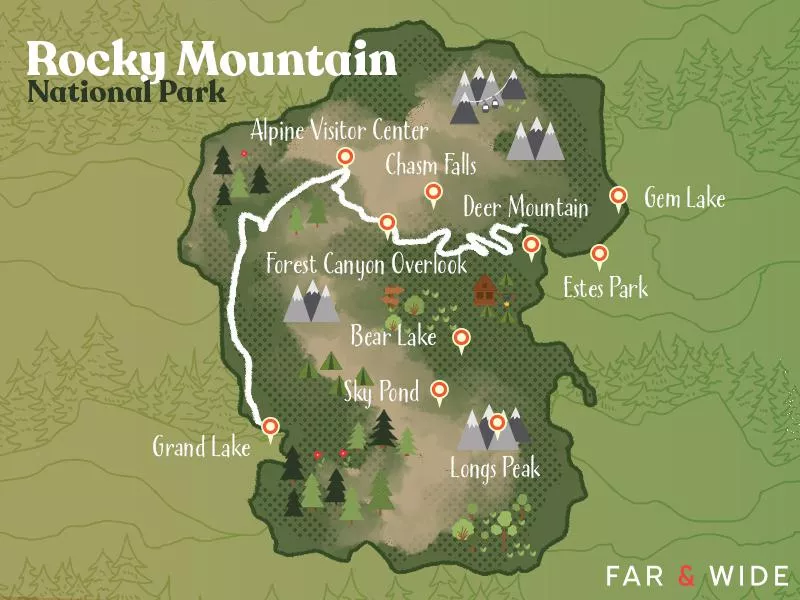 Rocky Mountain
National Park
Alpine Visitor Center
Chasm Falls
Gem Lake
Deer Mountain
Forest Canyon Overlook
Estes Park
Bear Lake
Sky Pond
Grand Lake
Longs Peak
FAR & WIDE